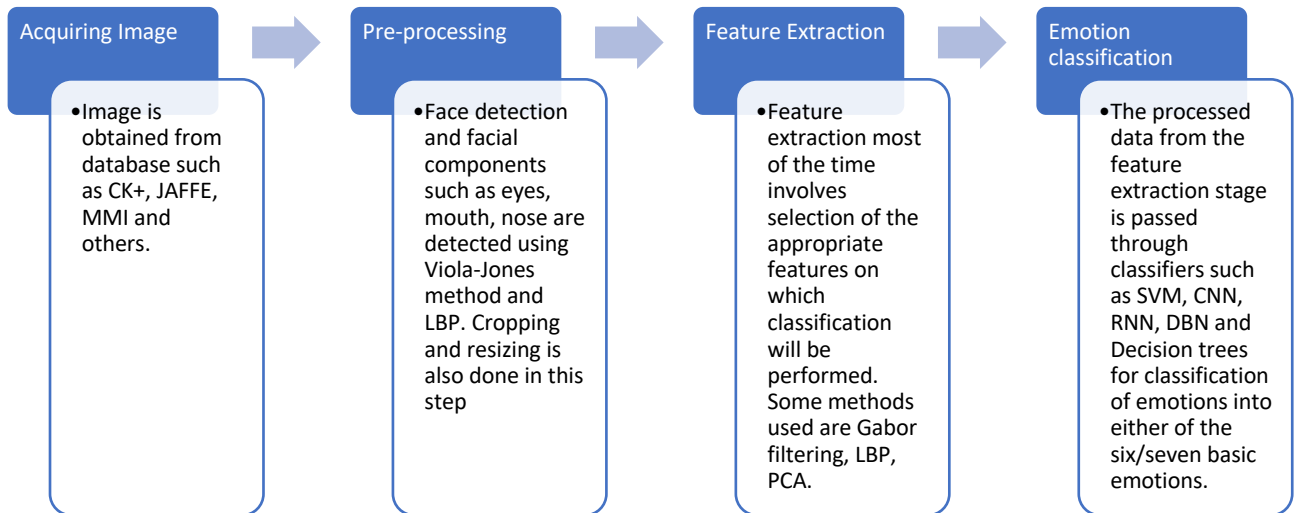 Acquiring Image
•Image is
obtained from
database such
as CK+, JAFFE,
MMI and
others.
Pre-processing
•Face detection
and facial
components
such as eyes,
mouth, nose are
detected using
Viola-Jones
method and
LBP. Cropping
and resizing is
also done in this
step
Feature Extraction
•Feature
extraction most
of the time
involves
selection of the
appropriate
features on
which
classification
will be
performed.
Some methods
used are Gabor
filtering, LBP,
PCA.
Emotion
classification
•The processed
data from the
feature
extraction stage
is passed
through
classifiers such
as SVM, CNN,
RNN, DBN and
Decision trees
for classification
of emotions into
either of the
six/seven basic
emotions.